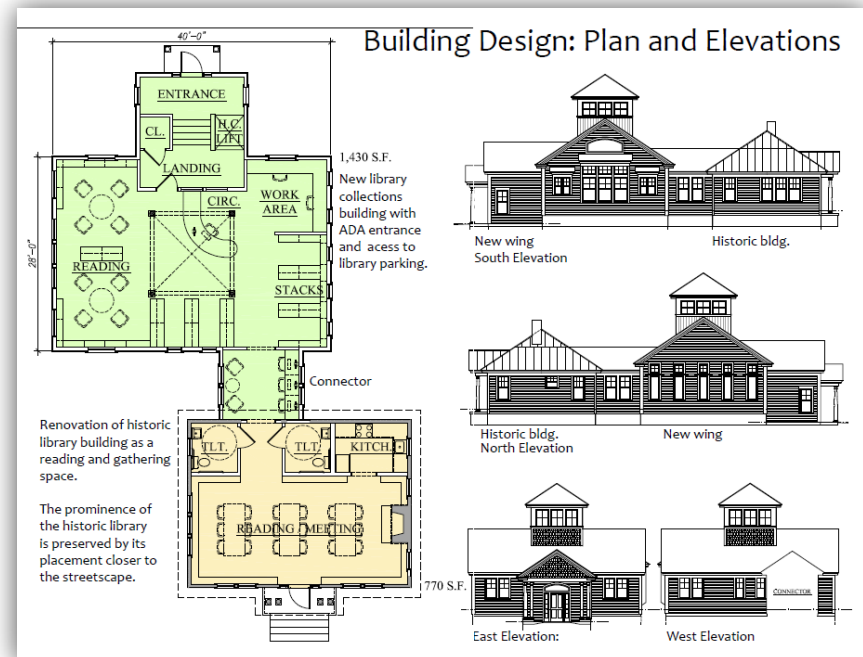 Building Design: Plan and Elevations
40'-0"
ENTRANCE
CL.
H.C.
LIFT
LANDING
CIRC.
WORK
AREA
28'-0"
READING
STACKS
1,430 S.F.
New library
collections
building with
ADA entrance
and acess to
library parking.
Connector
Renovation of historic
library building as a
reading and gathering
space.
The prominence of
the historic library
is preserved by its
placement closer to
the streetscape.
TLT.
TLT.
KITCH.
READING / MEETING
770 S.F.
New wing
South Elevation
Historic bldg.
Historic bldg.
North Elevation
New wing
East Elevation:
CONNECTOR
West Elevation